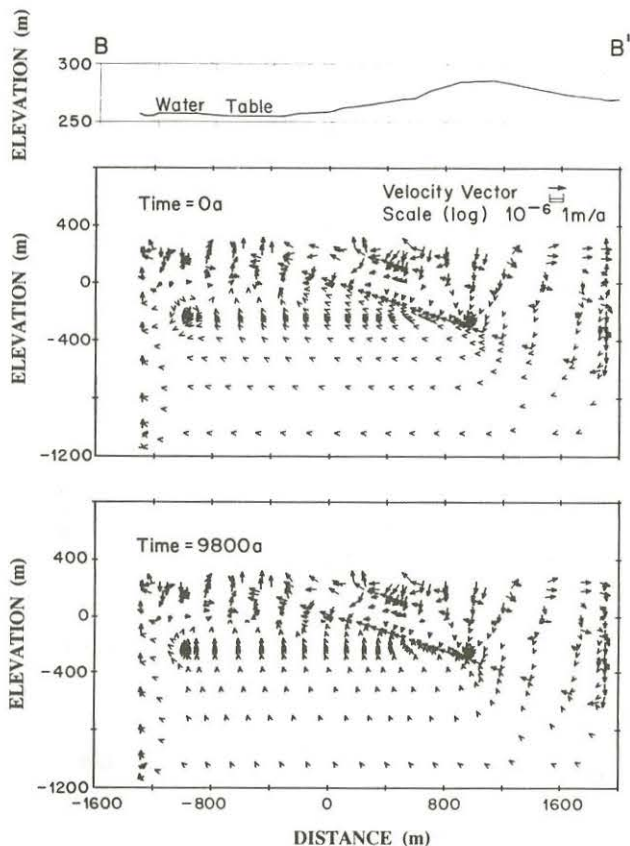 B B'
ELEVATION (m)
300
250
Water Table
Time = 0a
Velocity Vector
Scale (log) 10-6 1m/a
ELEVATION (m)
400
0
-400
-1200
Time = 9800a
ELEVATION (m)
400
0
-400
-1200
-1600 -800 0 800 1600
DISTANCE (m)